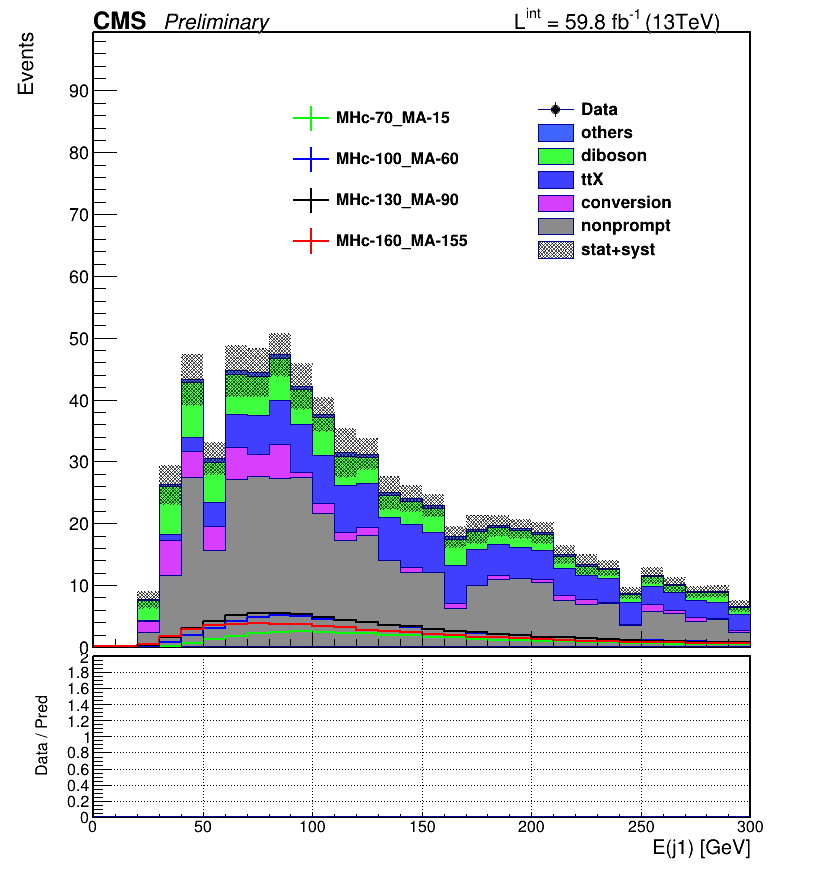 CMS Preliminary L^int = 59.8 fb^-1 (13TeV)
Events
90
80
70
60
50
40
30
20
10
0
MHc-70_MA-15
MHc-100_MA-60
MHc-130_MA-90
MHc-160_MA-155
Data
others
diboson
ttX
conversion
nonprompt
stat+syst
Data / Pred
2
1.8
1.6
1.4
1.2
1
0.8
0.6
0.4
0.2
0
0 50 100 150 200 250 300
E(j1) [GeV]